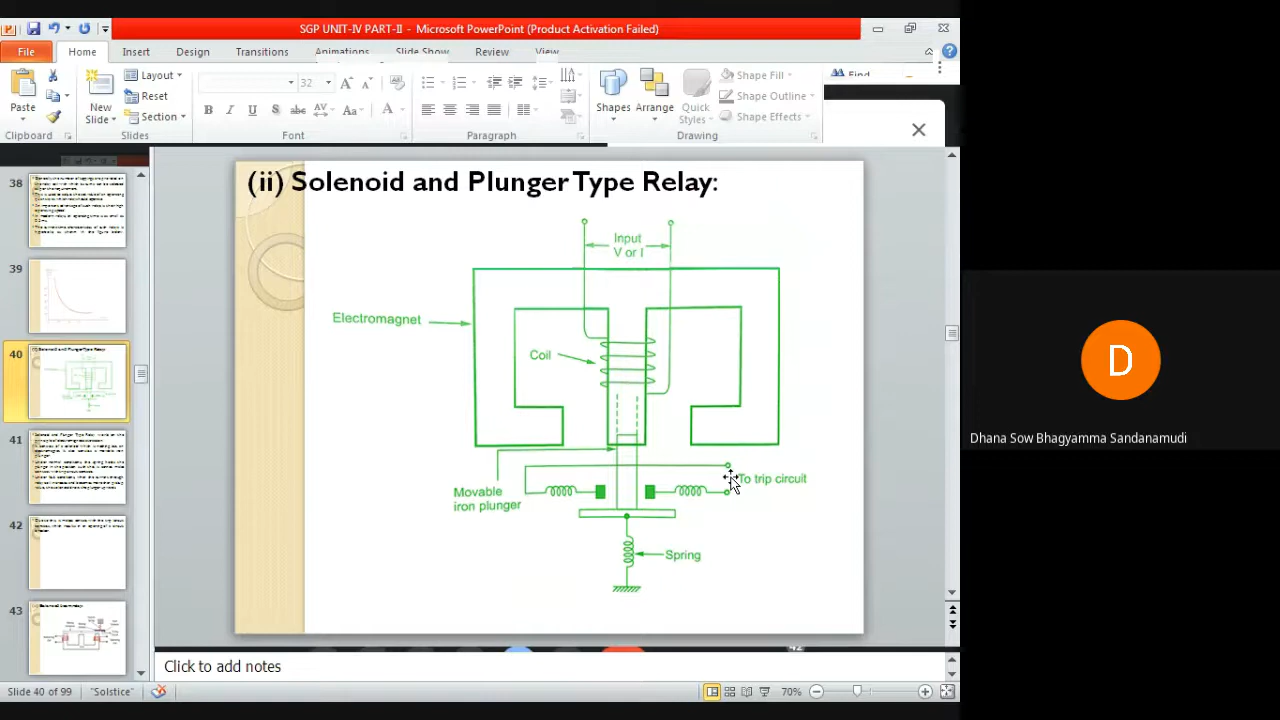 SGP UNIT-IV PART-II - Microsoft PowerPoint (Product Activation Failed)
File Home Insert Design Transitions Animations Slide Show Review View
Layout 32 Shape Fill Find
Paste New Slide Reset Shapes Arrange Quick Styles Shape Outline
Section B I U S abc AV Aa A Shape Effects
Clipboard Slides Font Paragraph Drawing
38
39
40
41
42
43
(ii) Solenoid and Plunger Type Relay:
Input
V or I
Electromagnet
Coil
To trip circuit
Movable
iron plunger
Spring
Click to add notes
Slide 40 of 99 "Solstice" 70%
D
Dhana Sow Bhagyamma Sandanamudi